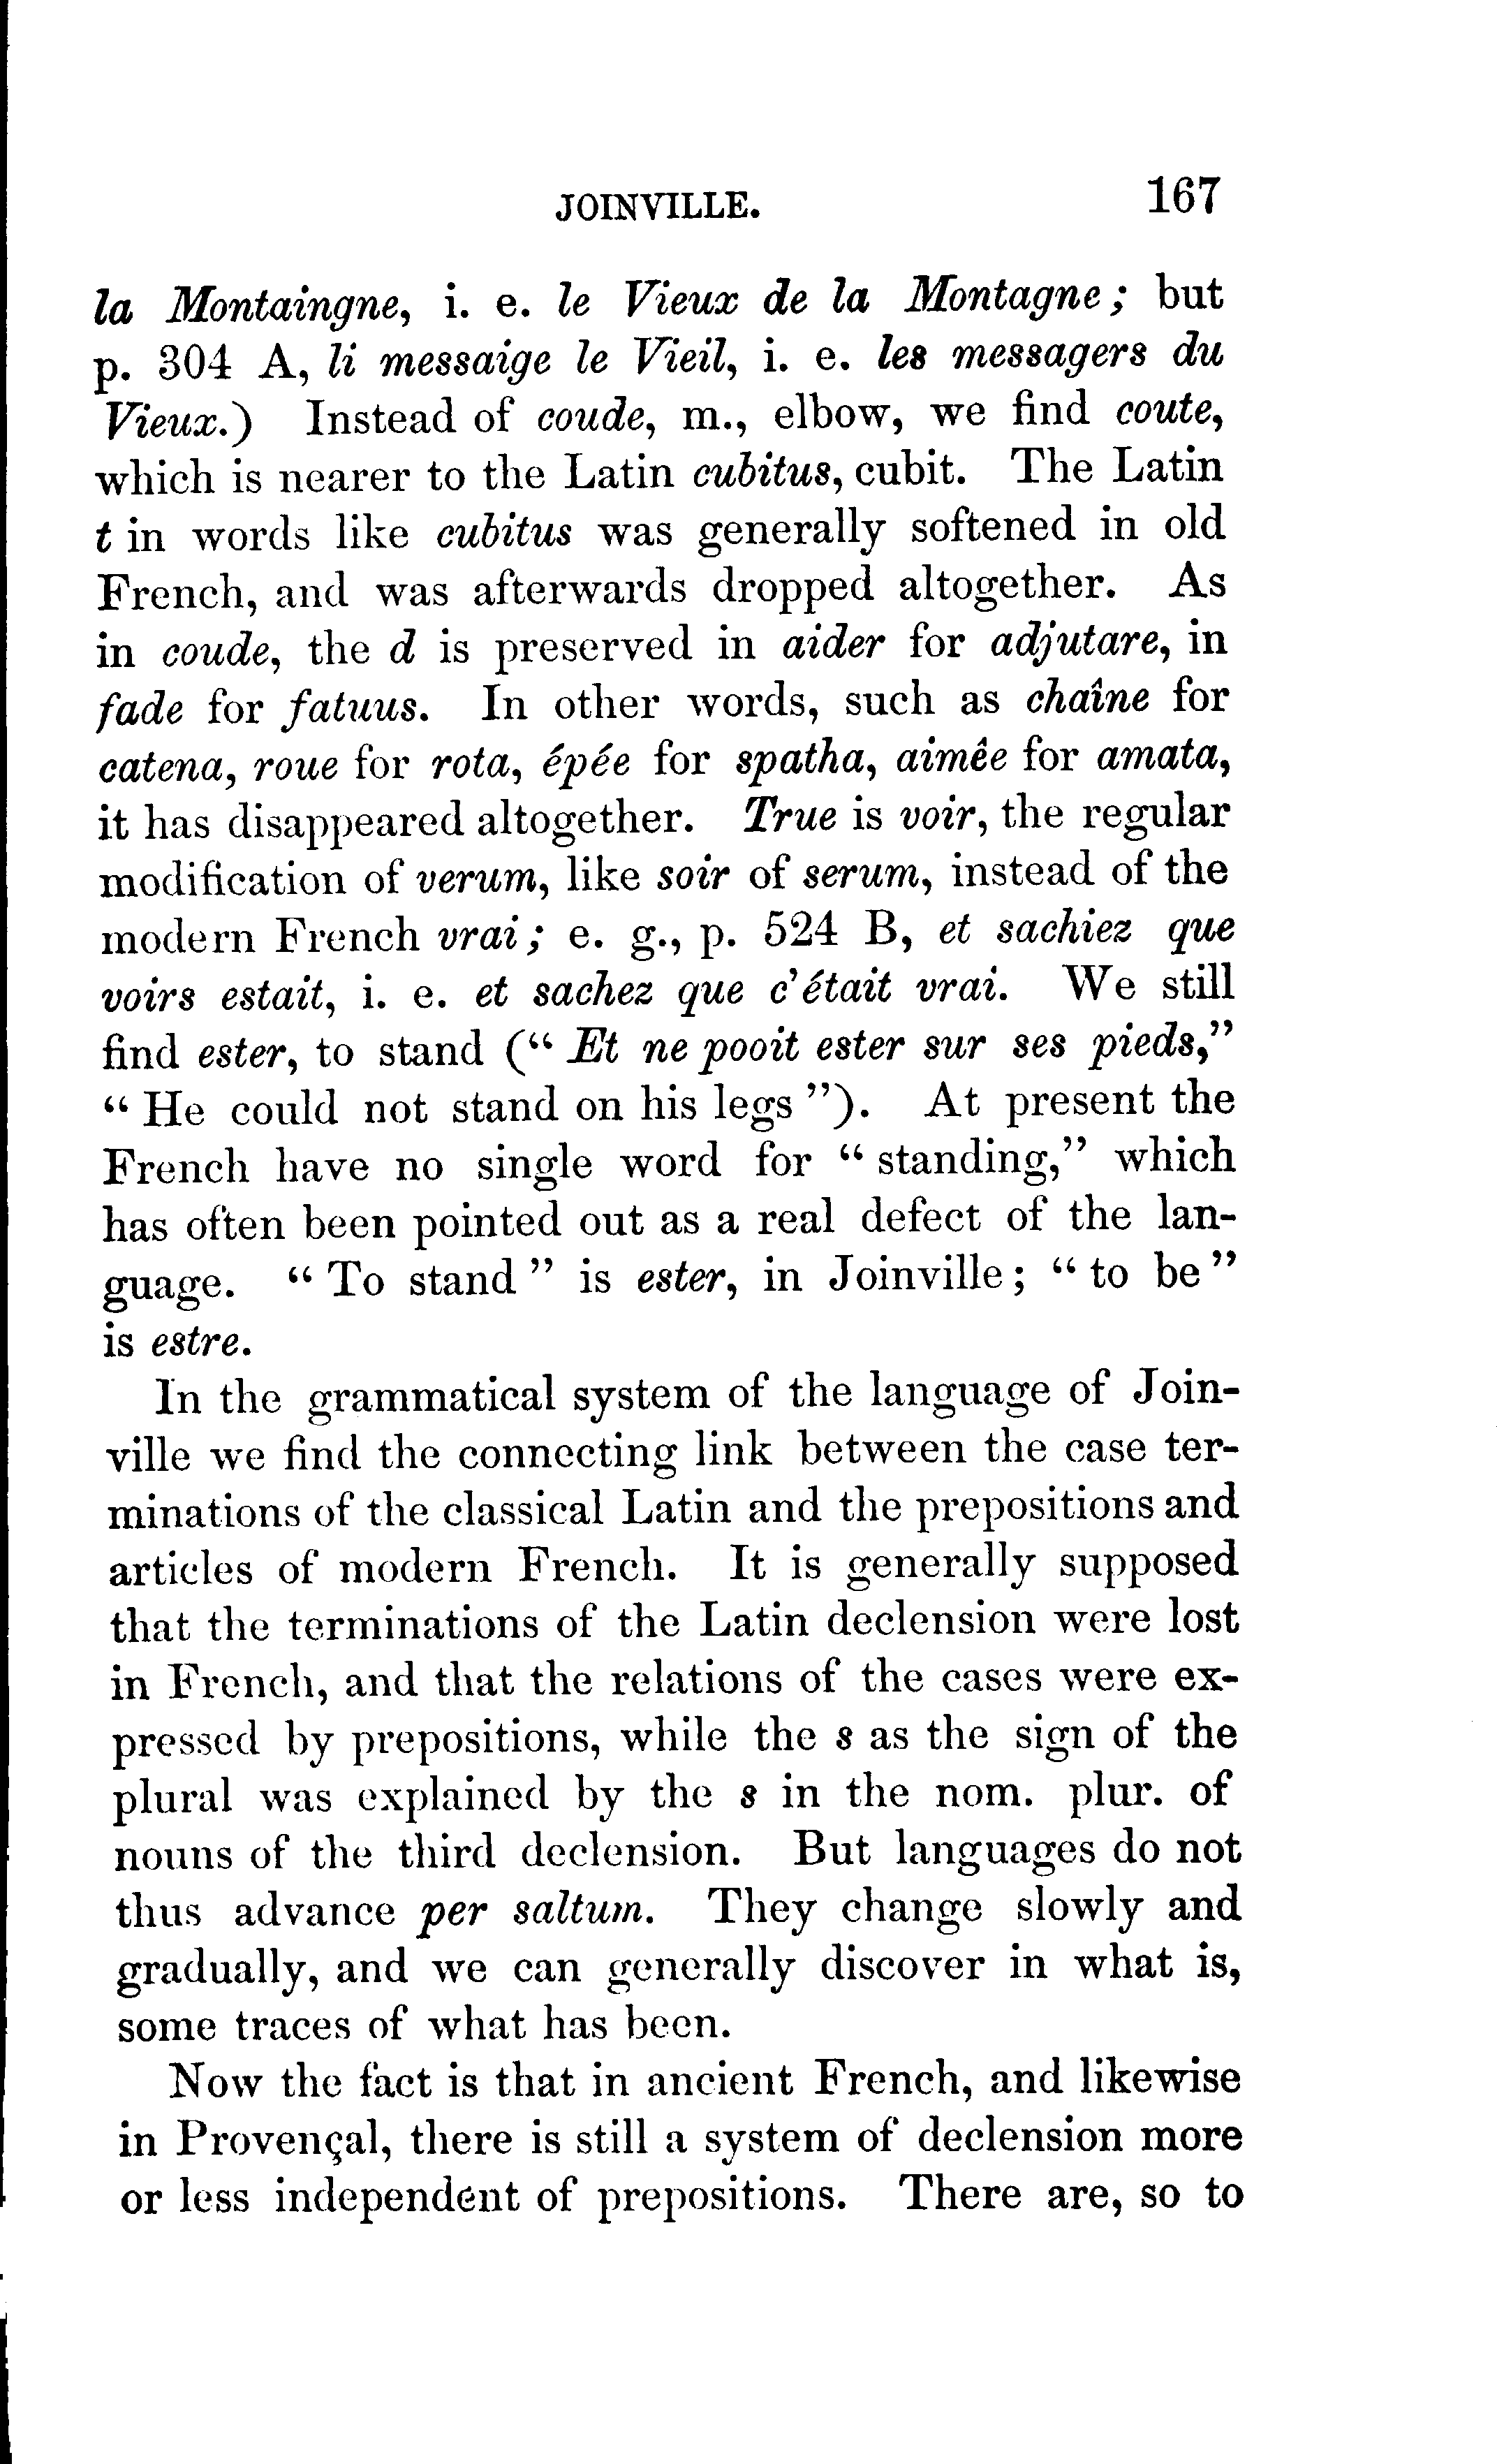 JOINVILLE. 167
la Montaingne, i. e. le Vieux de la Montagne; but
p. 304 A, li messaige le Vieil, i. e. les messagers du
Vieux.) Instead of coude, m., elbow, we find coute,
which is nearer to the Latin cubitus, cubit. The Latin
t in words like cubitus was generally softened in old
French, and was afterwards dropped altogether. As
in coude, the d is preserved in aider for adjutare, in
fade for fatuus. In other words, such as chaîne for
catena, roue for rota, épée for spatha, aimêe for amata,
it has disappeared altogether. True is voir, the regular
modification of verum, like soir of serum, instead of the
modern French vrai; e. g., p. 524 B, et sachiez que
voirs estait, i. e. et sachez que c'était vrai. We still
find ester, to stand (“ Et ne pooit ester sur ses pieds,”
“ He could not stand on his legs ”). At present the
French have no single word for “ standing,” which
has often been pointed out as a real defect of the lan-
guage. “ To stand ” is ester, in Joinville; “ to be ”
is estre.
In the grammatical system of the language of Join-
ville we find the connecting link between the case ter-
minations of the classical Latin and the prepositions and
articles of modern French. It is generally supposed
that the terminations of the Latin declension were lost
in French, and that the relations of the cases were ex-
pressed by prepositions, while the s as the sign of the
plural was explained by the s in the nom. plur. of
nouns of the third declension. But languages do not
thus advance per saltum. They change slowly and
gradually, and we can generally discover in what is,
some traces of what has been.
Now the fact is that in ancient French, and likewise
in Provençal, there is still a system of declension more
or less independent of prepositions. There are, so to